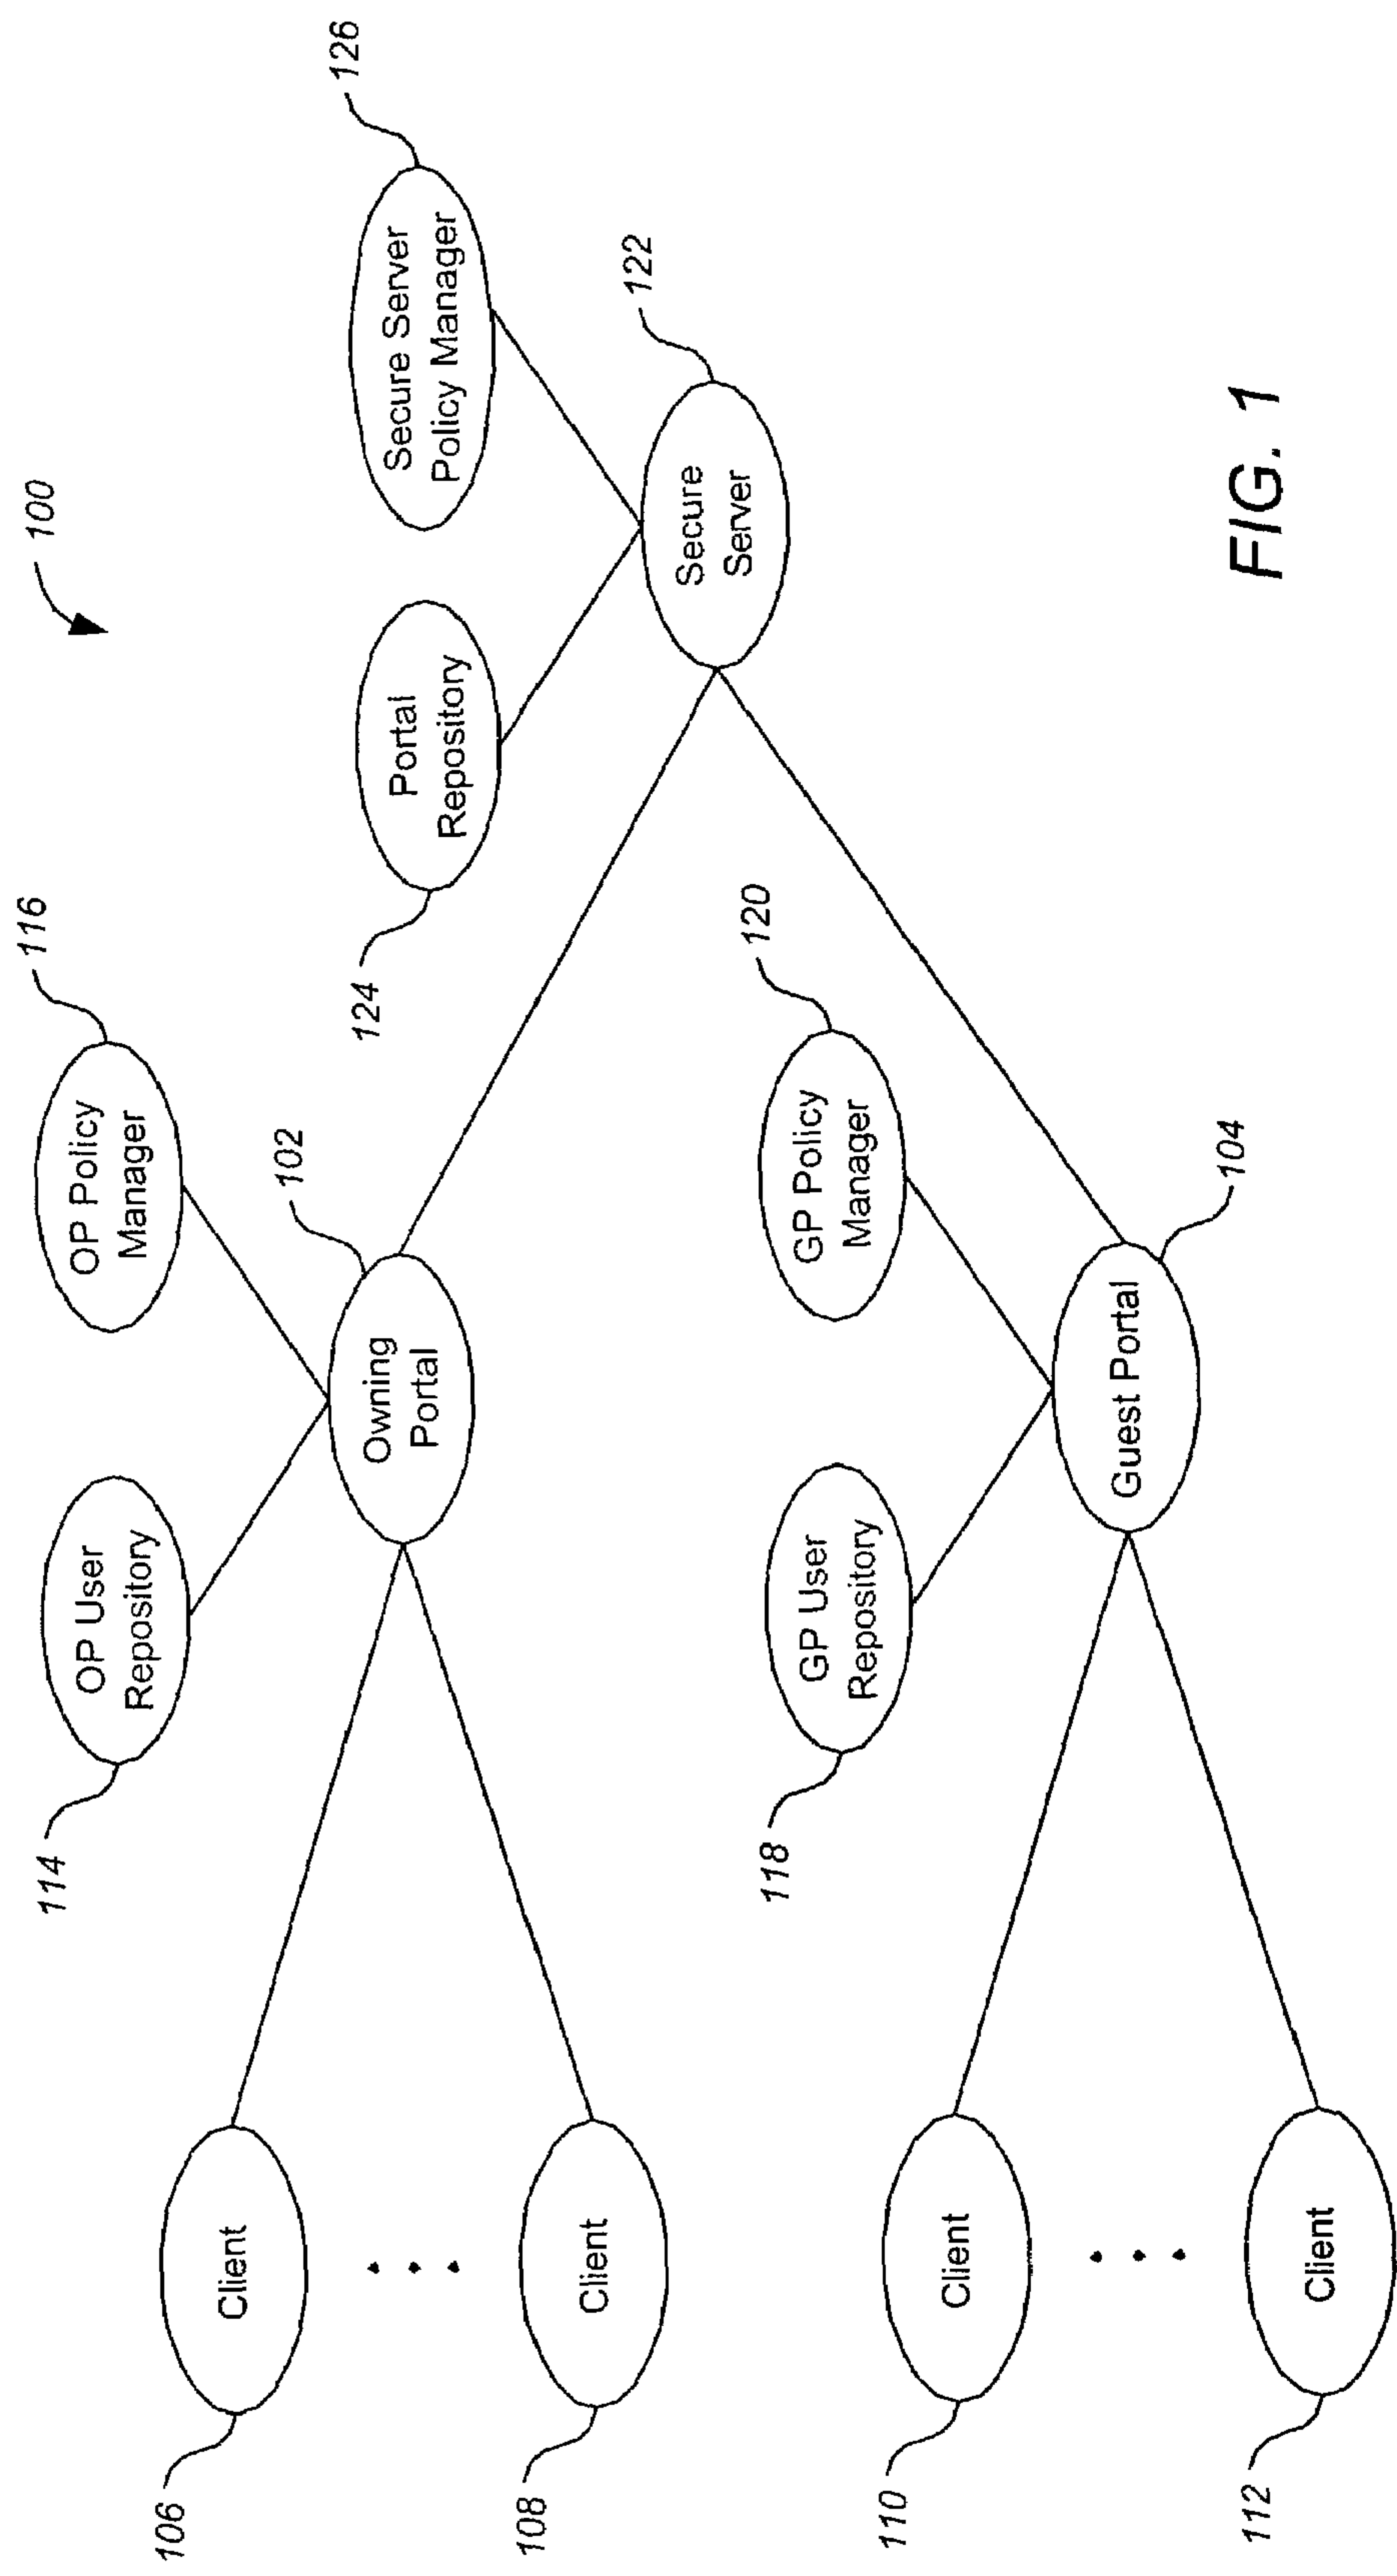 100
116
126
OP User
Repository
OP Policy
Manager
114
102
Secure Server
Policy Manager
Client
106
Owning
Portal
Portal
Repository
124
122
Client
108
Secure
Server
120
GP User
Repository
GP Policy
Manager
118
Client
110
Guest Portal
104
Client
112
FIG. 1